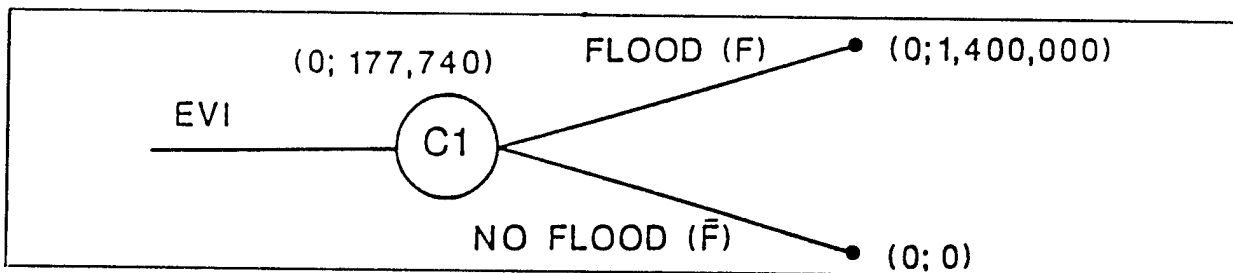 FLOOD (F)
(0; 1,400,000)
(0; 177,740)
EVI
C1
NO FLOOD (F̄)
(0; 0)